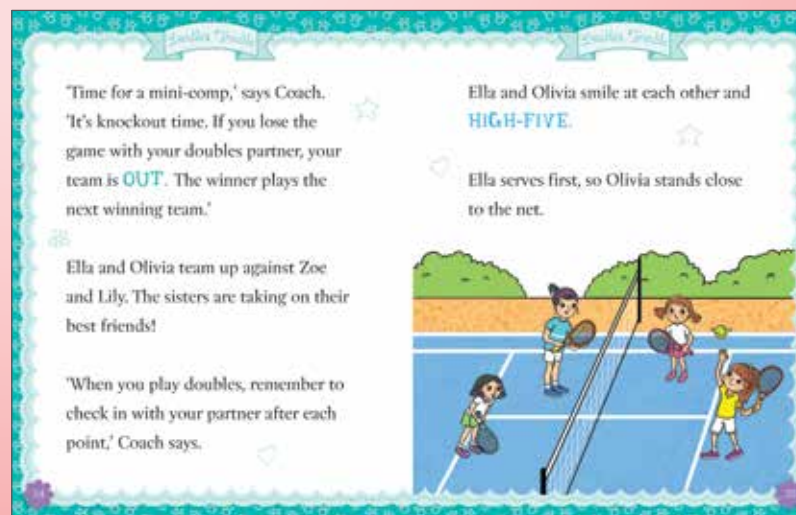 'Time for a mini-comp,' says Coach.
'It's knockout time. If you lose the
game with your doubles partner, your
team is OUT. The winner plays the
next winning team.'
Ella and Olivia team up against Zoe
and Lily. The sisters are taking on their
best friends!
'When you play doubles, remember to
check in with your partner after each
point,' Coach says.
Ella and Olivia smile at each other and
HIGH-FIVE.
Ella serves first, so Olivia stands close
to the net.